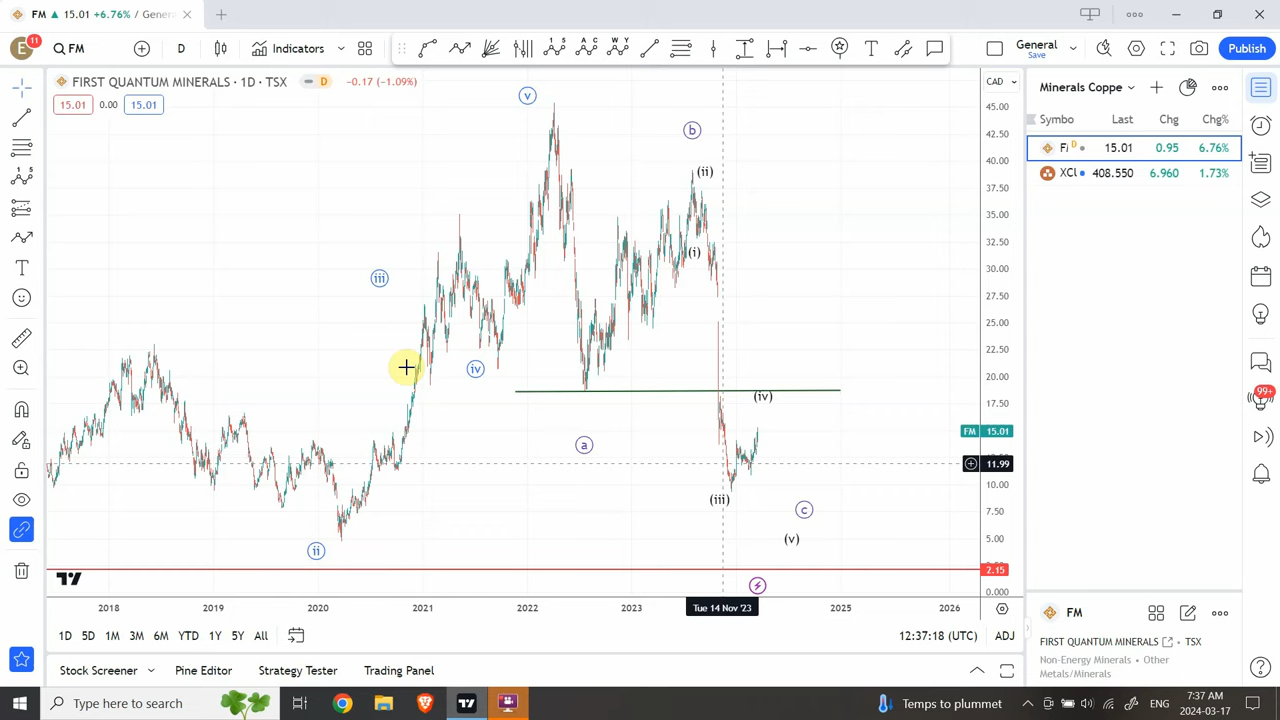 FM ▲ 15.01 +6.76% / Gener
E 11 FM D Indicators General Save Publish
FIRST QUANTUM MINERALS · 1D · TSX D -0.17 (-1.09%)
15.01 0.00 15.01
CAD
45.00
42.50
40.00
37.50
35.00
32.50
30.00
27.50
25.00
22.50
20.00
17.50
FM 15.01
11.99
10.00
7.50
5.00
2.15
0.000
v
b
(ii)
(i)
iii
iv
(iv)
a
(iii)
c
(v)
ii
2018 2019 2020 2021 2022 2023 Tue 14 Nov '23 2025 2026
1D 5D 1M 3M 6M YTD 1Y 5Y All 12:37:18 (UTC) ADJ
Stock Screener Pine Editor Strategy Tester Trading Panel
Minerals Coppe
Symbo Last Chg Chg%
D 15.01 0.95 6.76%
XCU 408.550 6.960 1.73%
99+
FM
FIRST QUANTUM MINERALS · TSX
Non-Energy Minerals • Other
Metals/Minerals
Type here to search
Temps to plummet ENG 7:37 AM
2024-03-17